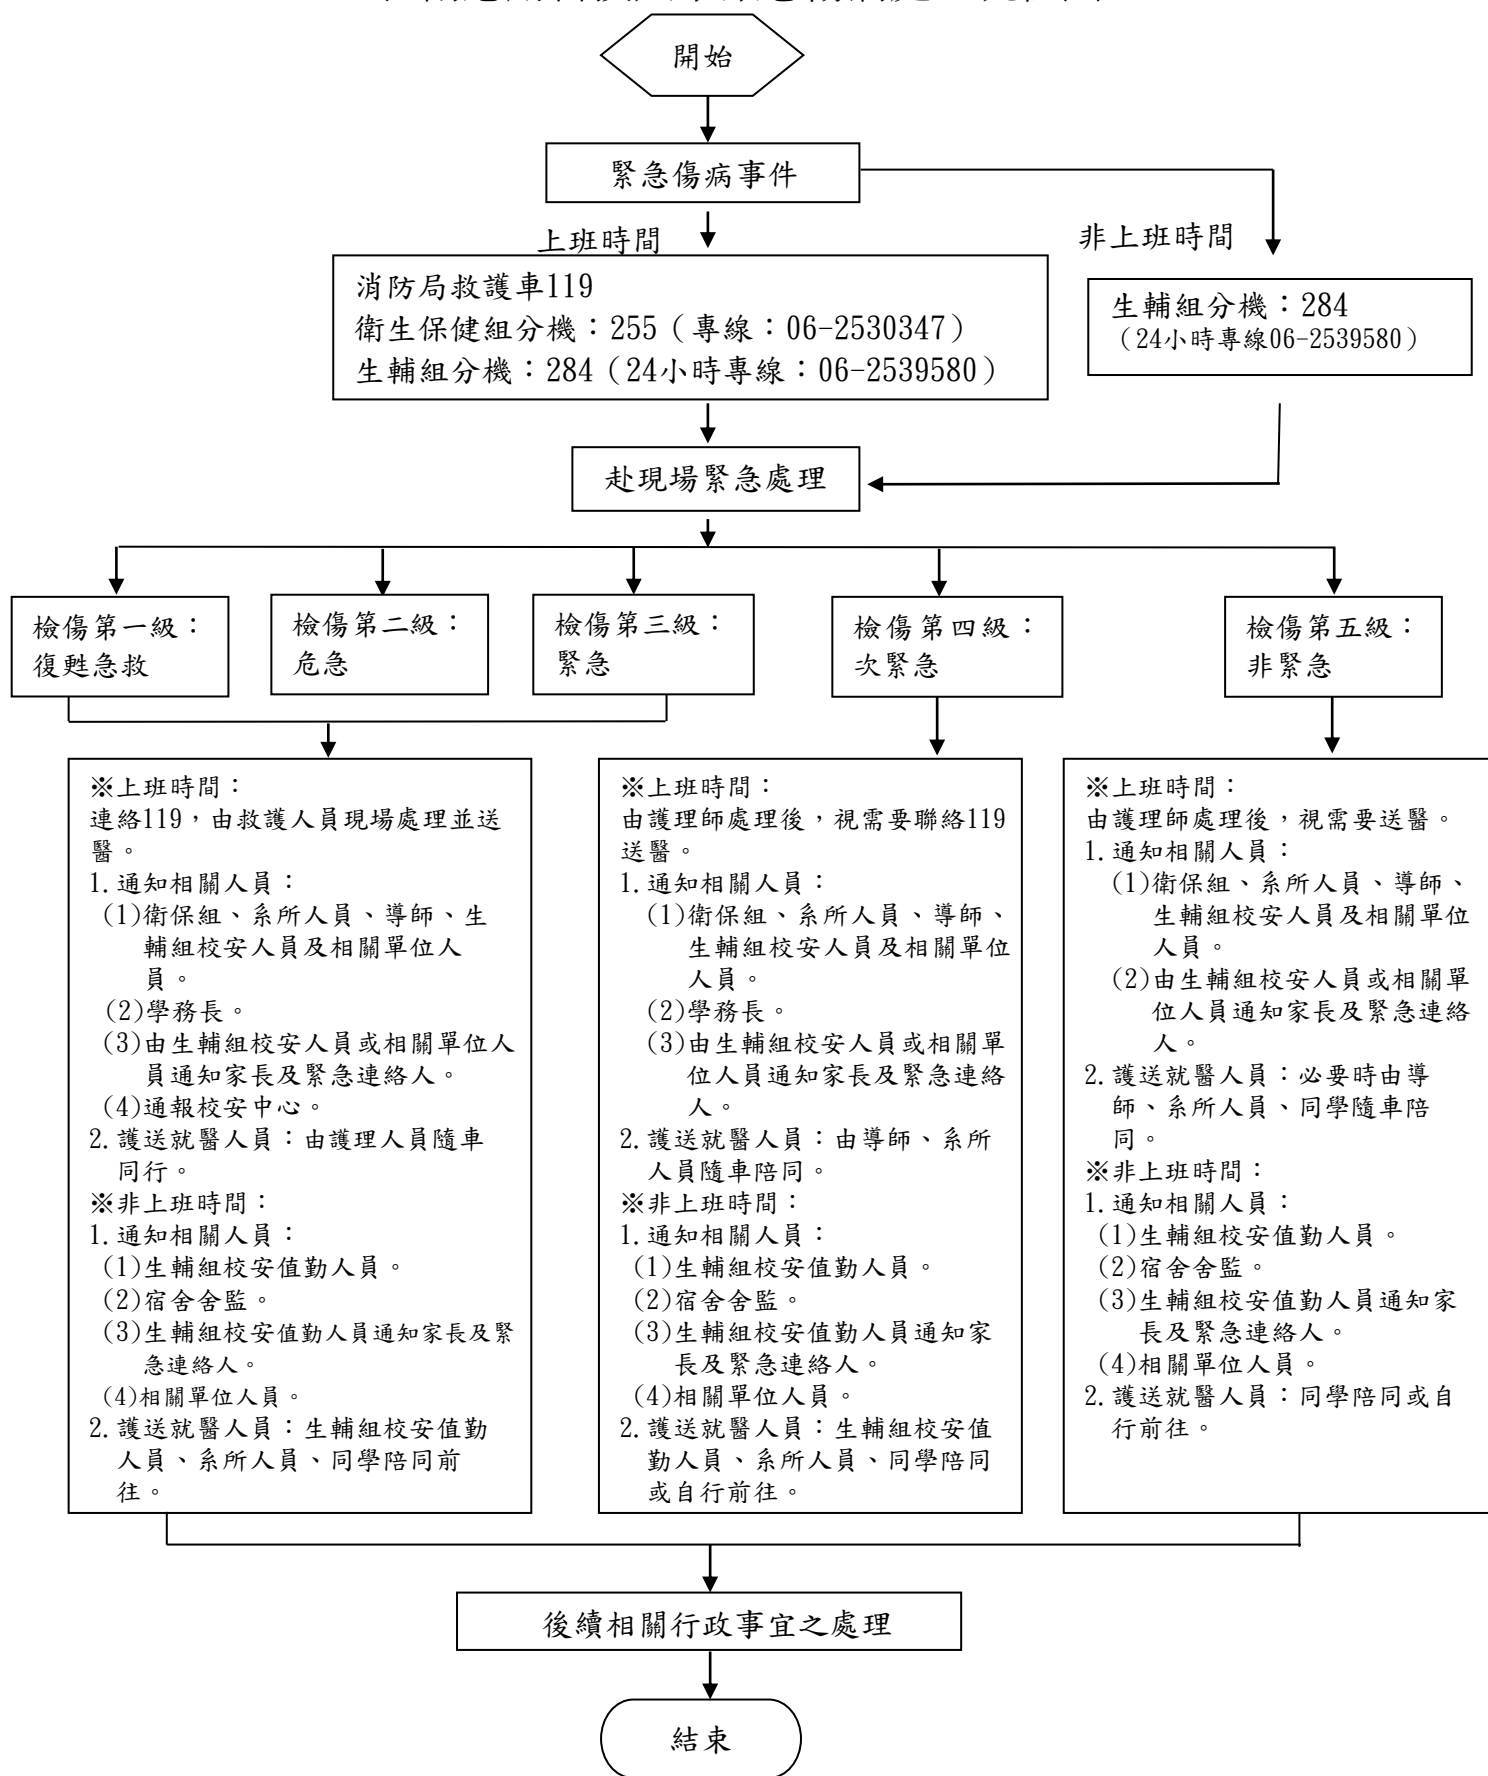 開始
緊急傷病事件
上班時間
非上班時間
消防局救護車119
衛生保健組分機：255（專線：06-2530347）
生輔組分機：284（24小時專線：06-2539580）
生輔組分機：284
（24小時專線06-2539580）
赴現場緊急處理
檢傷第一級：
復甦急救
檢傷第二級：
危急
檢傷第三級：
緊急
檢傷第四級：
次緊急
檢傷第五級：
非緊急
※上班時間：
連絡119，由救護人員現場處理並送
醫。
1.通知相關人員：
(1)衛保組、系所人員、導師、生
輔組校安人員及相關單位人
員。
(2)學務長。
(3)由生輔組校安人員或相關單位人
員通知家長及緊急連絡人。
(4)通報校安中心。
2.護送就醫人員：由護理人員隨車
同行。
※非上班時間：
1.通知相關人員：
(1)生輔組校安值勤人員。
(2)宿舍舍監。
(3)生輔組校安值勤人員通知家長及緊
急連絡人。
(4)相關單位人員。
2.護送就醫人員：生輔組校安值勤
人員、系所人員、同學陪同前
往。
※上班時間：
由護理師處理後，視需要聯絡119
送醫。
1.通知相關人員：
(1)衛保組、系所人員、導師、
生輔組校安人員及相關單位
人員。
(2)學務長。
(3)由生輔組校安人員或相關單
位人員通知家長及緊急連絡
人。
2.護送就醫人員：由導師、系所
人員隨車陪同。
※非上班時間：
1.通知相關人員：
(1)生輔組校安值勤人員。
(2)宿舍舍監。
(3)生輔組校安值勤人員通知家
長及緊急連絡人。
(4)相關單位人員。
2.護送就醫人員：生輔組校安值
勤人員、系所人員、同學陪同
或自行前往。
※上班時間：
由護理師處理後，視需要送醫。
1.通知相關人員：
(1)衛保組、系所人員、導師、
生輔組校安人員及相關單位
人員。
(2)由生輔組校安人員或相關單
位人員通知家長及緊急連絡
人。
2.護送就醫人員：必要時由導
師、系所人員、同學隨車陪
同。
※非上班時間：
1.通知相關人員：
(1)生輔組校安值勤人員。
(2)宿舍舍監。
(3)生輔組校安值勤人員通知家
長及緊急連絡人。
(4)相關單位人員。
2.護送就醫人員：同學陪同或自
行前往。
後續相關行政事宜之處理
結束